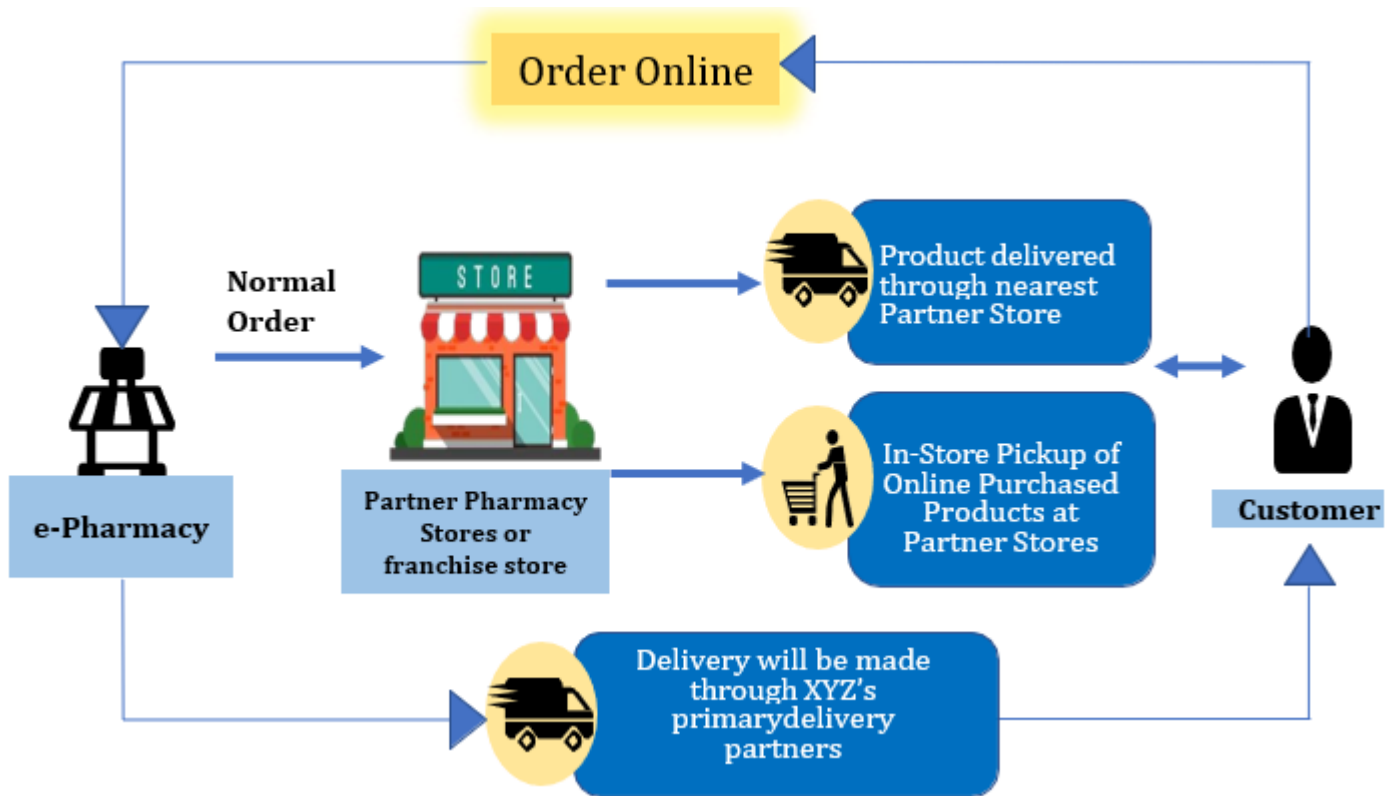 Order Online
Normal
Order
STORE
Product delivered
through nearest
Partner Store
e-Pharmacy
Partner Pharmacy
Stores or
franchise store
In-Store Pickup of
Online Purchased
Products at
Partner Stores
Customer
Delivery will be made
through XYZ's
primarydelivery
partners